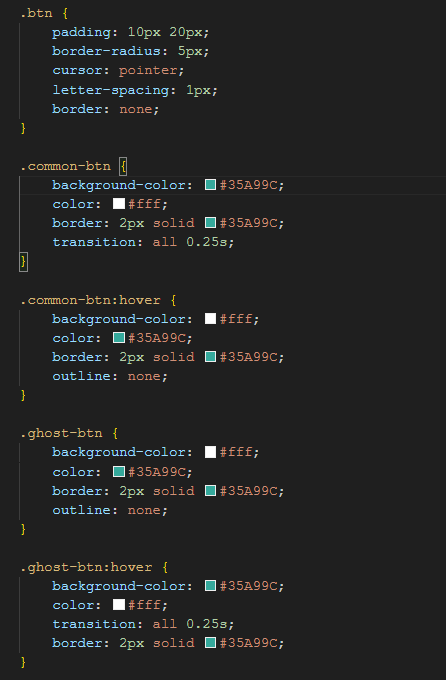 .btn {
    padding: 10px 20px;
    border-radius: 5px;
    cursor: pointer;
    letter-spacing: 1px;
    border: none;
}

.common-btn {
    background-color: #35A99C;
    color: #fff;
    border: 2px solid #35A99C;
    transition: all 0.25s;
}

.common-btn:hover {
    background-color: #fff;
    color: #35A99C;
    border: 2px solid #35A99C;
    outline: none;
}

.ghost-btn {
    background-color: #fff;
    color: #35A99C;
    border: 2px solid #35A99C;
    outline: none;
}

.ghost-btn:hover {
    background-color: #35A99C;
    color: #fff;
    transition: all 0.25s;
    border: 2px solid #35A99C;
}